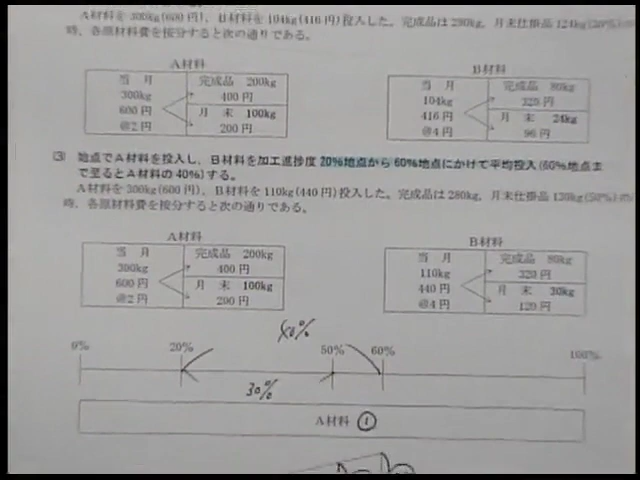 A材料を300kg(600円)，B材料を104kg(416円)投入した。完成品は280kg，月末仕掛品124kg
時，各原材料費を按分すると次の通りである。
A材料
当 月
300kg
600円
@2円
完成品 200kg
400円
月 末 100kg
200円
B材料
当 月
104kg
416円
@4円
完成品 80kg
320円
月 末 24kg
96円
(3) 始点でA材料を投入し，B材料を加工進捗度20%地点から60%地点にかけて平均投入(60%地点ま
で至るとA材料の40%)する。
A材料を300kg(600円)，B材料を110kg(440円)投入した。完成品は280kg，月末仕掛品130kg(50%)の
時，各原材料費を按分すると次の通りである。
A材料
当 月
300kg
600円
@2円
完成品 200kg
400円
月 末 100kg
200円
B材料
当 月
110kg
440円
@4円
完成品 80kg
320円
月 末 30kg
120円
40%
0% 20% 50% 60% 100%
30%
A材料 ①